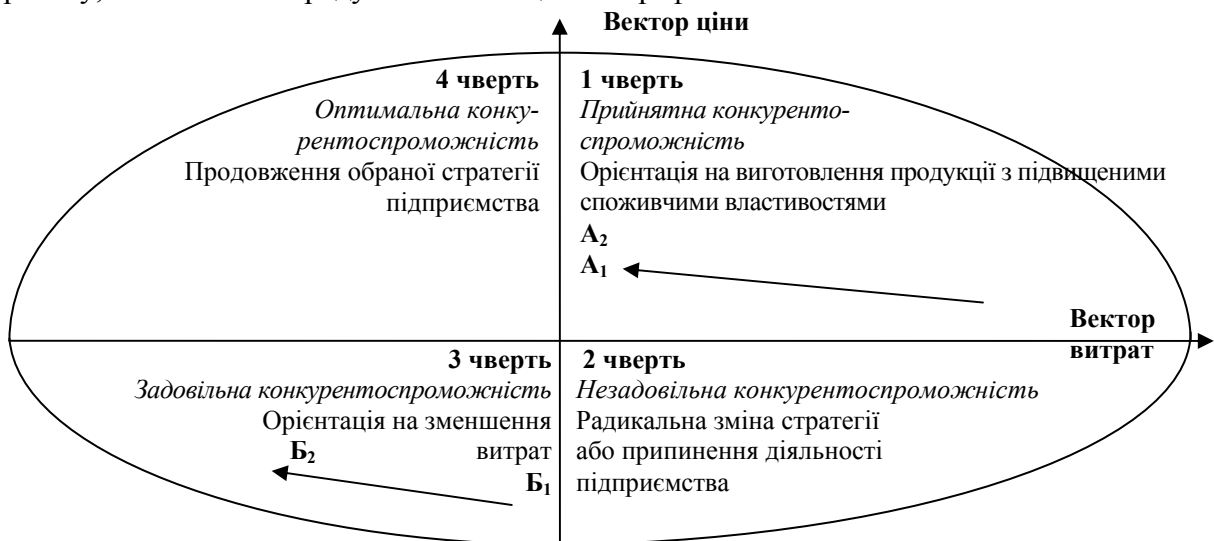 Вектор ціни
4 чверть
Оптимальна конку-
рентоспроможність
Продовження обраної стратегії
підприємства
1 чверть
Прийнятна конкуренто-
спроможність
Орієнтація на виготовлення продукції з підвищеними
споживчими властивостями
А2
А1
Вектор
витрат
3 чверть
Задовільна конкурентоспроможність
Орієнтація на зменшення
витрат
Б2
Б1
2 чверть
Незадовільна конкурентоспроможність
Радикальна зміна стратегії
або припинення діяльності
підприємства